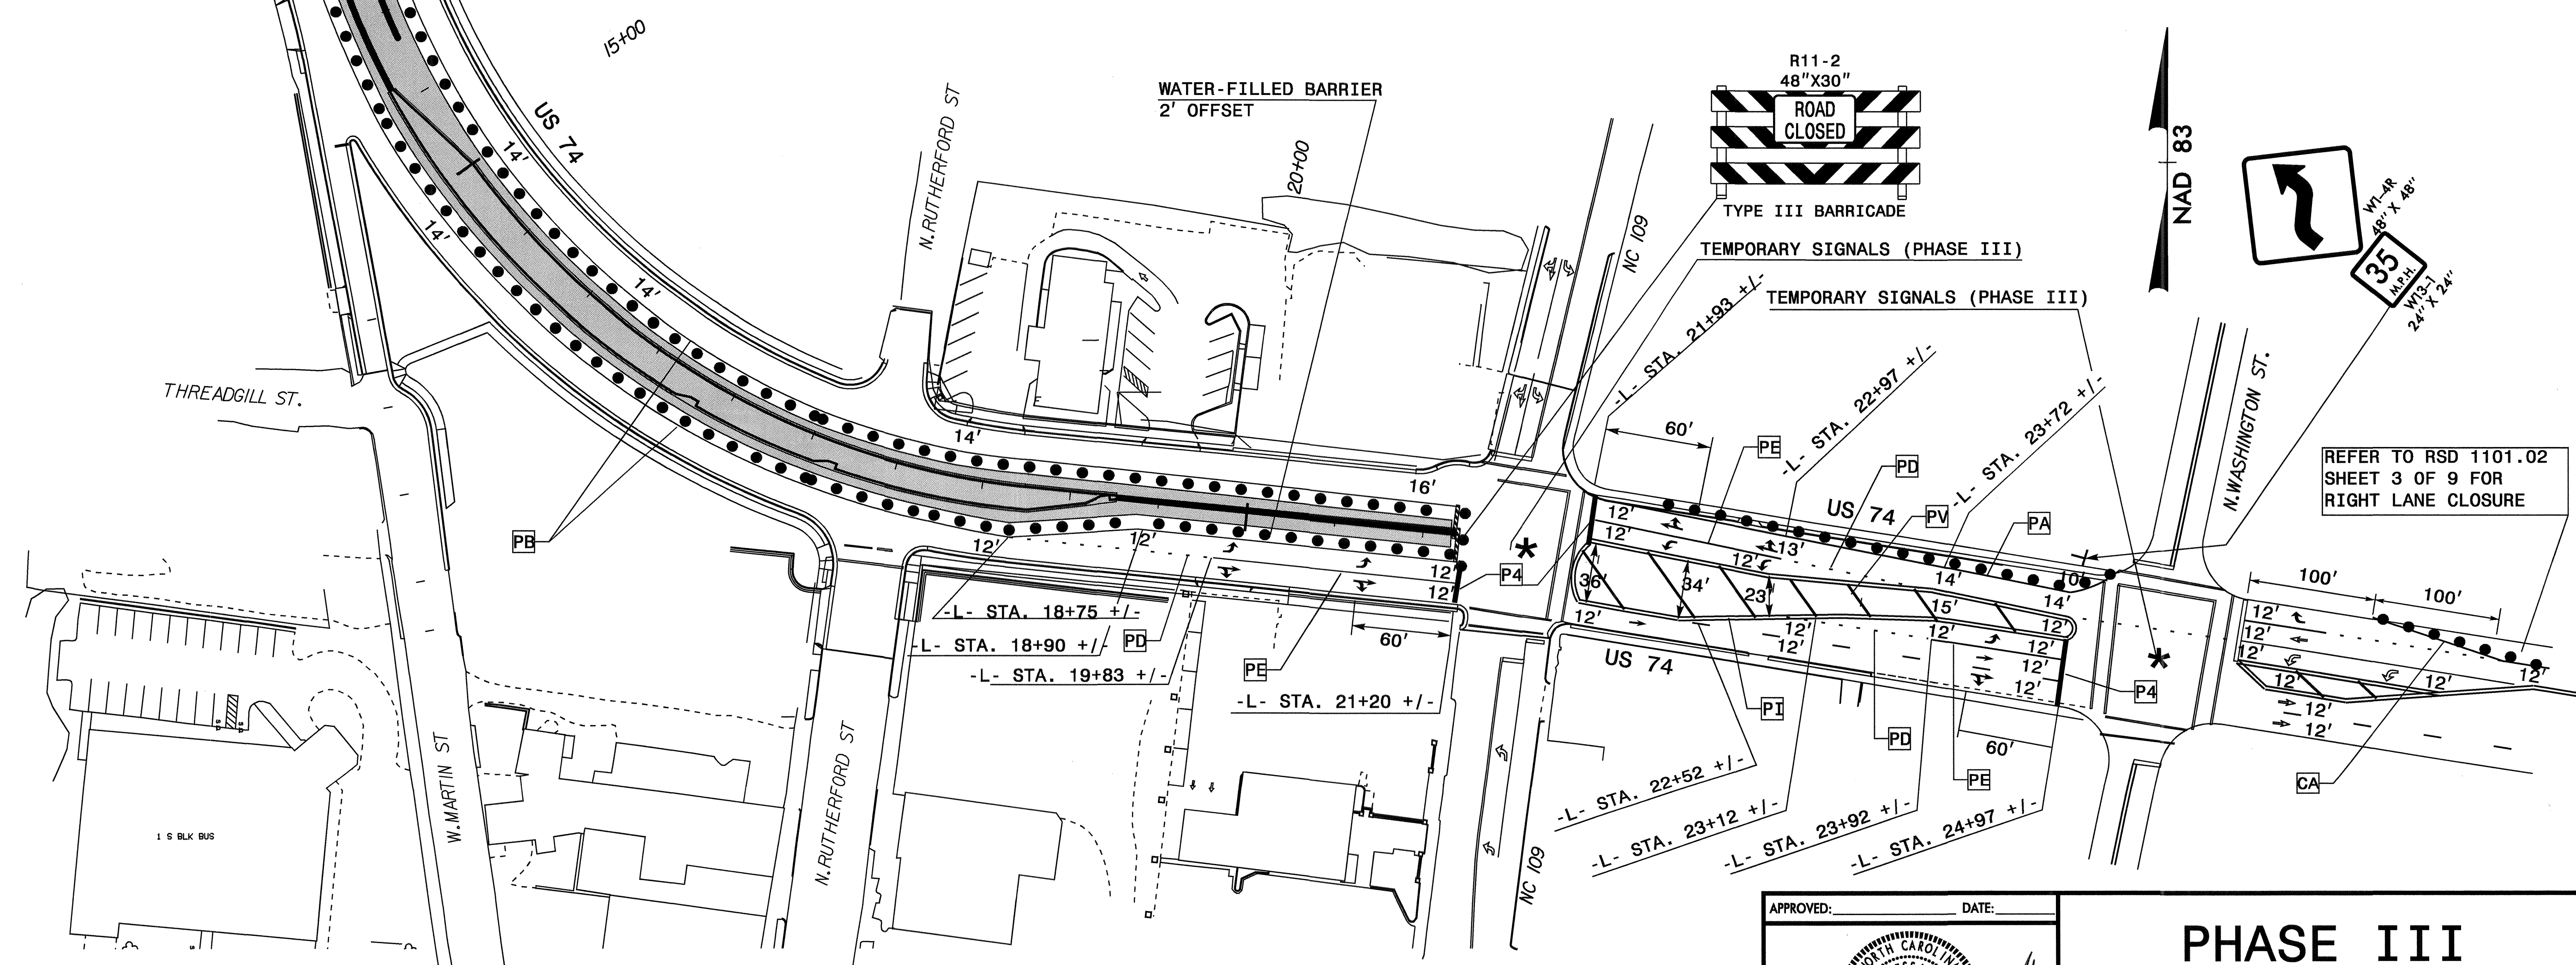 15+00
US 74
14'
14'
14'
14'
N.RUTHERFORD ST
WATER-FILLED BARRIER
2' OFFSET
20+00
R11-2
48"X30"
ROAD
CLOSED
TYPE III BARRICADE
NC 109
TEMPORARY SIGNALS (PHASE III)
TEMPORARY SIGNALS (PHASE III)
NAD 83
W1-4R
48" X 48"
35
M.P.H.
W13-1
24" X 24"
N.WASHINGTON ST.
REFER TO RSD 1101.02
SHEET 3 OF 9 FOR
RIGHT LANE CLOSURE
THREADGILL ST.
-L- STA. 21+93 +/-
-L- STA. 22+97 +/-
-L- STA. 23+72 +/-
60'
PE
PD
PV
PA
US 74
16'
PB
12'
12'
12'
12'
P4
12'
12'
13'
12'
14'
10'
14'
36'
34'
23'
15'
12'
12'
12'
12'
12'
12'
12'
12'
12'
100'
100'
12'
12'
12'
12'
12'
12'
12'
12'
-L- STA. 18+75 +/-
-L- STA. 18+90 +/-
PD
-L- STA. 19+83 +/-
PE
60'
-L- STA. 21+20 +/-
US 74
PI
PD
PE
P4
60'
CA
-L- STA. 22+52 +/-
-L- STA. 23+12 +/-
-L- STA. 23+92 +/-
-L- STA. 24+97 +/-
W.MARTIN ST
N.RUTHERFORD ST
NC 109
1 S BLK BUS
APPROVED: DATE:
NORTH CAROLINA
PHASE III